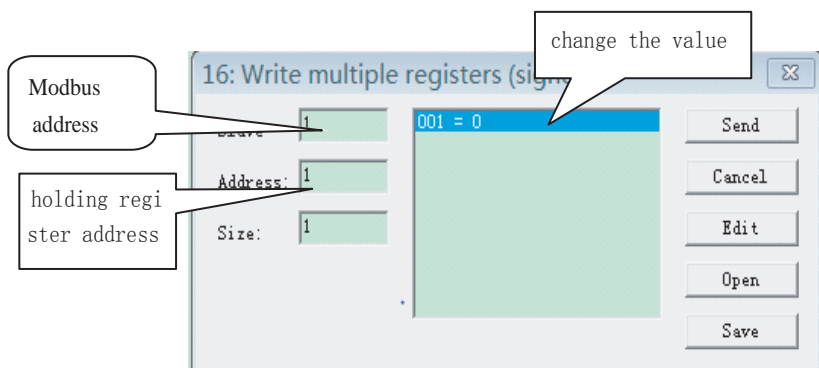 change the value
16: Write multiple registers
Modbus
address
1
001 = 0
Send
holding regi
ster address
Address:
1
Cancel
Size:
1
Edit
Open
Save